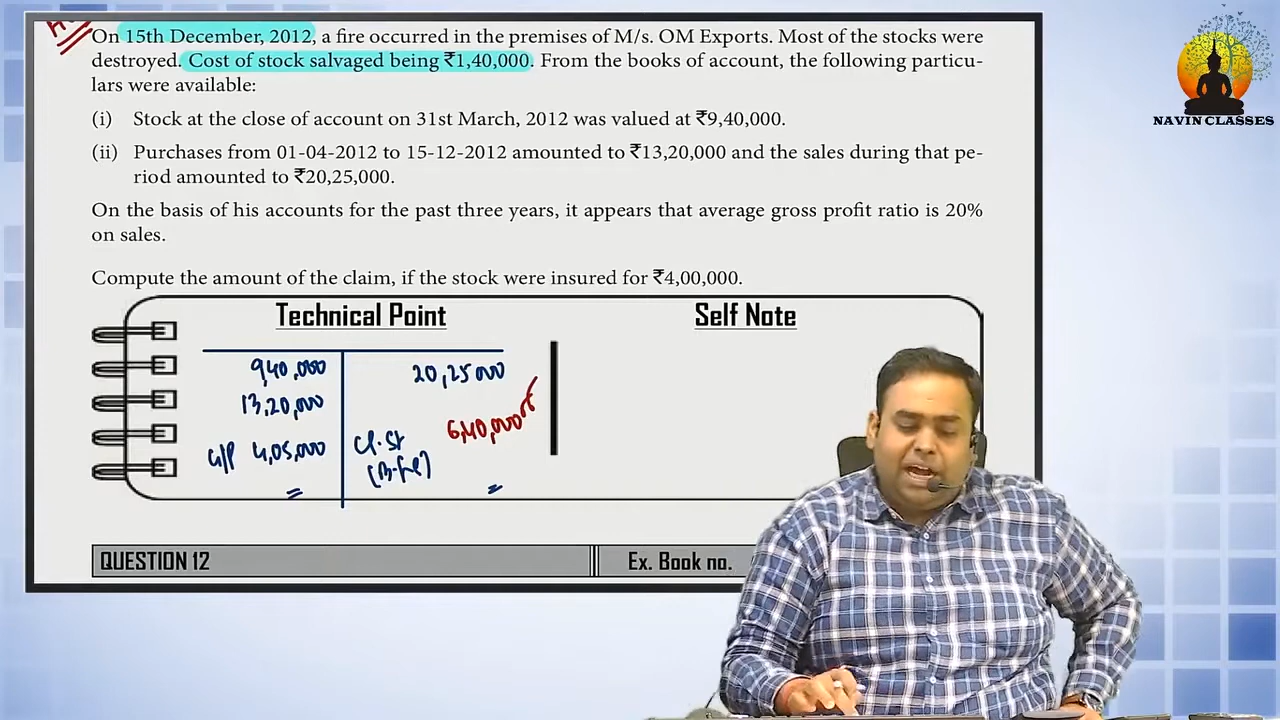 On 15th December, 2012, a fire occurred in the premises of M/s. OM Exports. Most of the stocks were
destroyed. Cost of stock salvaged being ₹1,40,000. From the books of account, the following particu-
lars were available:
(i) Stock at the close of account on 31st March, 2012 was valued at ₹9,40,000.
(ii) Purchases from 01-04-2012 to 15-12-2012 amounted to ₹13,20,000 and the sales during that pe-
riod amounted to ₹20,25,000.
On the basis of his accounts for the past three years, it appears that average gross profit ratio is 20%
on sales.
Compute the amount of the claim, if the stock were insured for ₹4,00,000.
Technical Point
Self Note
9,40,000
20,25000
13,20,000
6,40,000
G/P 4,05,000
Cl. St
(B.fe)
QUESTION 12
Ex. Book no.
NAVIN CLASSES